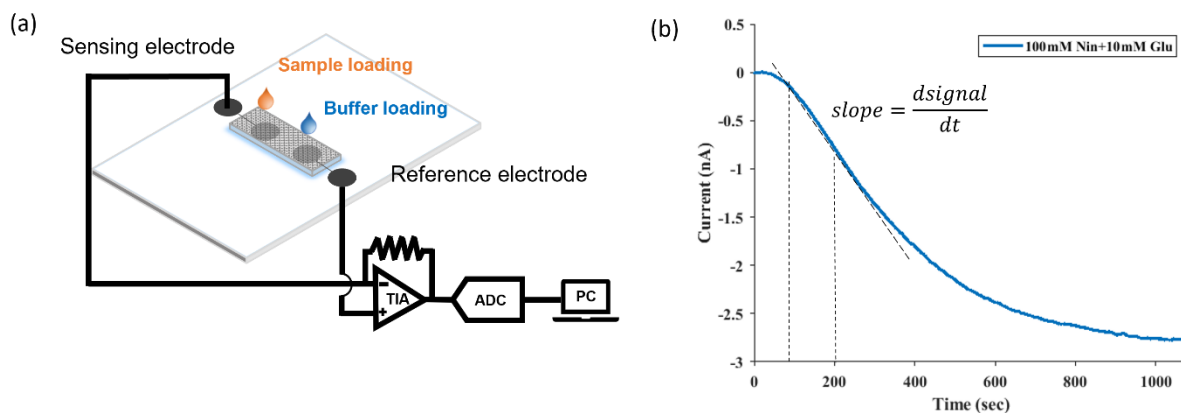 (a)
Sensing electrode
Sample loading
Buffer loading
Reference electrode
−
+
TIA
ADC
PC
(b)
100mM Nin+10mM Glu
slope = dsignal
dt
Current (nA)
0.5
0
-0.5
-1
-1.5
-2
-2.5
-3
0
200
400
600
800
1000
Time (sec)